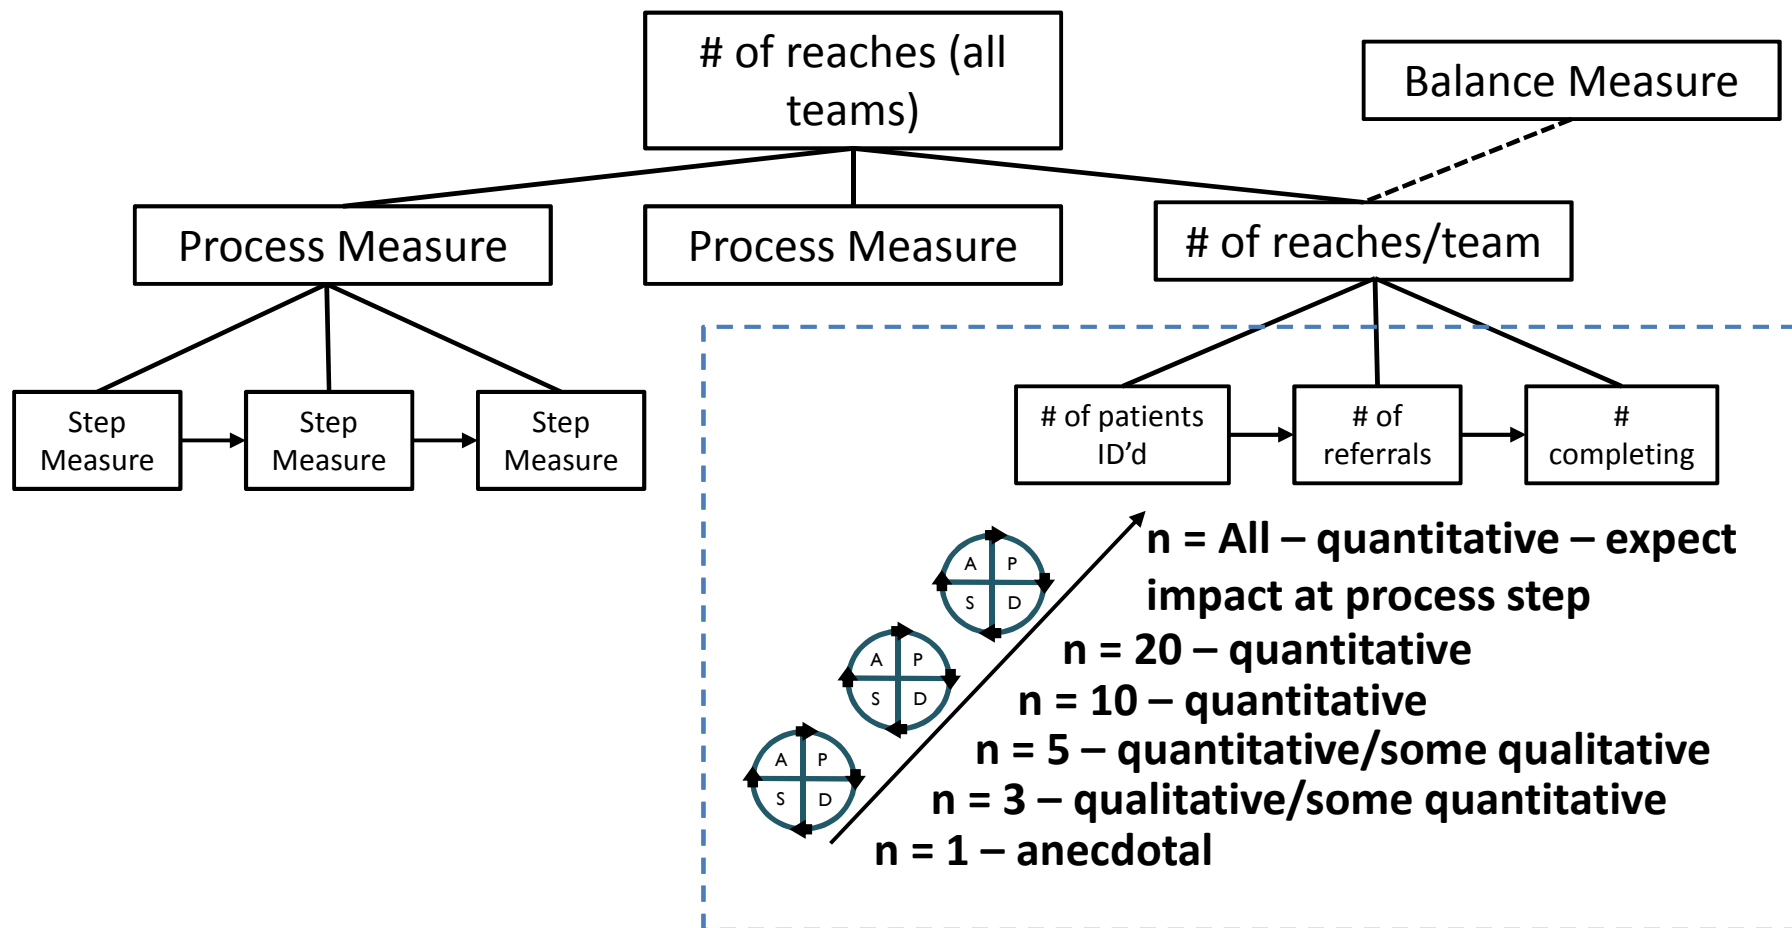 # of reaches (all
teams)
Balance Measure
Process Measure
Process Measure
# of reaches/team
Step
Measure
Step
Measure
Step
Measure
# of patients
ID’d
# of
referrals
#
completing
n = All – quantitative – expect
impact at process step
n = 20 – quantitative
n = 10 – quantitative
n = 5 – quantitative/some qualitative
n = 3 – qualitative/some quantitative
n = 1 – anecdotal
A P
S D
A P
S D
A P
S D